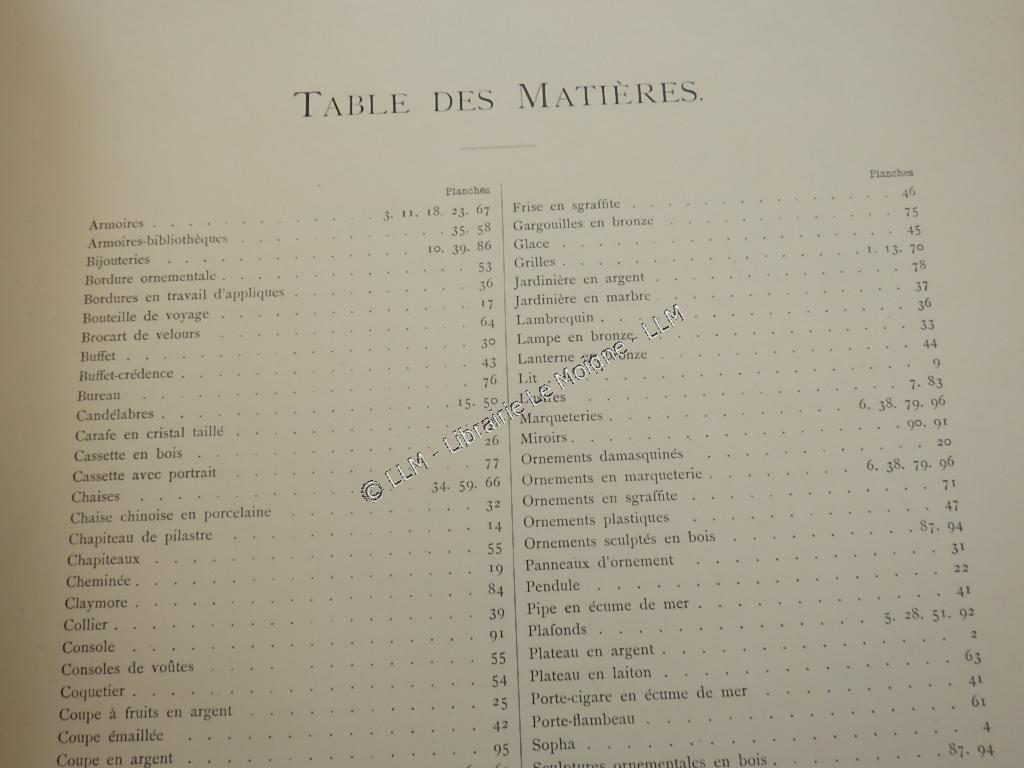 TABLE DES MATIÈRES.
Planches
Armoires . . . . . . . . . . 3. 11. 18. 23. 67
Armoires-bibliothèques . . . . . . . . . . 35. 58
Bijouteries . . . . . . . . . . 10. 39. 86
Bordure ornementale . . . . . . . . . . 53
Bordures en travail d'appliques . . . . . . . . . . 36
Bouteille de voyage . . . . . . . . . . 17
Brocart de velours . . . . . . . . . . 64
Buffet . . . . . . . . . . 30
Buffet-crédence . . . . . . . . . . 43
Bureau . . . . . . . . . . 76
Candélabres . . . . . . . . . . 15. 50
Carafe en cristal taillé . . . . . . . . . .
Cassette en bois . . . . . . . . . . 26
Cassette avec portrait . . . . . . . . . . 77
Chaises . . . . . . . . . . 34. 59. 66
Chaise chinoise en porcelaine . . . . . . . . . . 32
Chapiteau de pilastre . . . . . . . . . . 14
Chapiteaux . . . . . . . . . . 55
Cheminée . . . . . . . . . . 19
Claymore . . . . . . . . . . 84
Collier . . . . . . . . . . 39
Console . . . . . . . . . . 91
Consoles de voûtes . . . . . . . . . . 55
Coquetier . . . . . . . . . . 54
Coupe à fruits en argent . . . . . . . . . . 25
Coupe émaillée . . . . . . . . . . 42
Coupe en argent . . . . . . . . . . 95
Planches
Frise en sgraffite . . . . . . . . . . 46
Gargouilles en bronze . . . . . . . . . . 75
Glace . . . . . . . . . . 45
Grilles . . . . . . . . . . 1. 13. 70
Jardinière en argent . . . . . . . . . . 78
Jardinière en marbre . . . . . . . . . . 37
Lambrequin . . . . . . . . . . 36
Lampe en bronze . . . . . . . . . . 33
Lanterne en bronze . . . . . . . . . . 44
Lit . . . . . . . . . . 9
Lustres . . . . . . . . . . 7. 83
Marqueteries . . . . . . . . . . 6. 38. 79. 96
Miroirs . . . . . . . . . . 90. 91
Ornements damasquinés . . . . . . . . . . 20
Ornements en marqueterie . . . . . . . . . . 6. 38. 79. 96
Ornements en sgraffite . . . . . . . . . . 71
Ornements plastiques . . . . . . . . . . 47
Ornements sculptés en bois . . . . . . . . . . 87. 94
Panneaux d'ornement . . . . . . . . . . 31
Pendule . . . . . . . . . . 22
Pipe en écume de mer . . . . . . . . . . 41
Plafonds . . . . . . . . . . 5. 28. 51. 92
Plateau en argent . . . . . . . . . . 2
Plateau en laiton . . . . . . . . . . 63
Porte-cigare en écume de mer . . . . . . . . . . 41
Porte-flambeau . . . . . . . . . . 61
Sopha . . . . . . . . . . 4
Sculptures ornementales en bois . . . . . . . . . . 87. 94
© LLM - Librairie Le Moigne - LLM